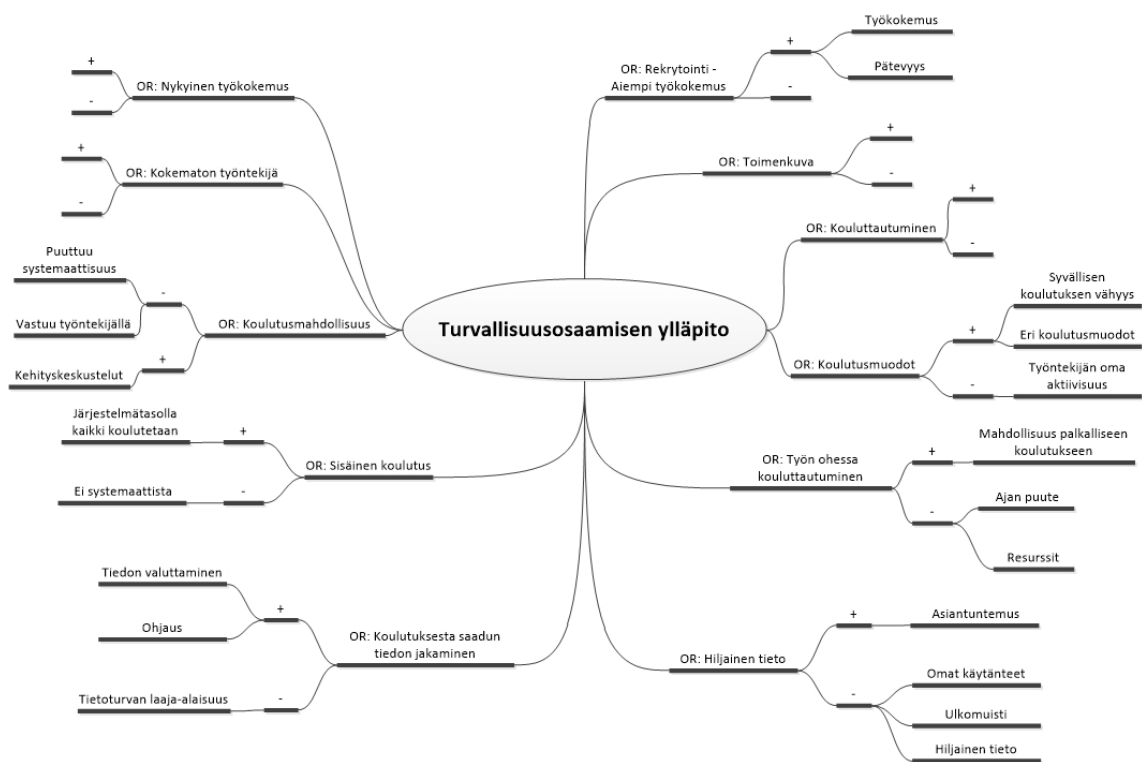 Turvallisuusosaamisen ylläpito
OR: Nykyinen työkokemus
+
-
OR: Kokematon työntekijä
+
-
OR: Koulutusmahdollisuus
-
Puuttuu
systemaattisuus
Vastuu työntekijällä
+
Kehityskeskustelut
OR: Sisäinen koulutus
+
Järjestelmätasolla
kaikki koulutetaan
-
Ei systemaattista
OR: Koulutuksesta saadun
tiedon jakaminen
+
Tiedon valuttaminen
Ohjaus
-
Tietoturvan laaja-alaisuus
OR: Rekrytointi -
Aiempi työkokemus
+
Työkokemus
Pätevyys
-
OR: Toimenkuva
+
-
OR: Kouluttautuminen
+
-
OR: Koulutusmuodot
+
Syvällisen
koulutuksen vähyys
Eri koulutusmuodot
-
Työntekijän oma
aktiivisuus
OR: Työn ohessa
kouluttautuminen
+
Mahdollisuus palkalliseen
koulutukseen
-
Ajan puute
Resurssit
OR: Hiljainen tieto
+
Asiantuntemus
-
Omat käytänteet
Ulkomuisti
Hiljainen tieto